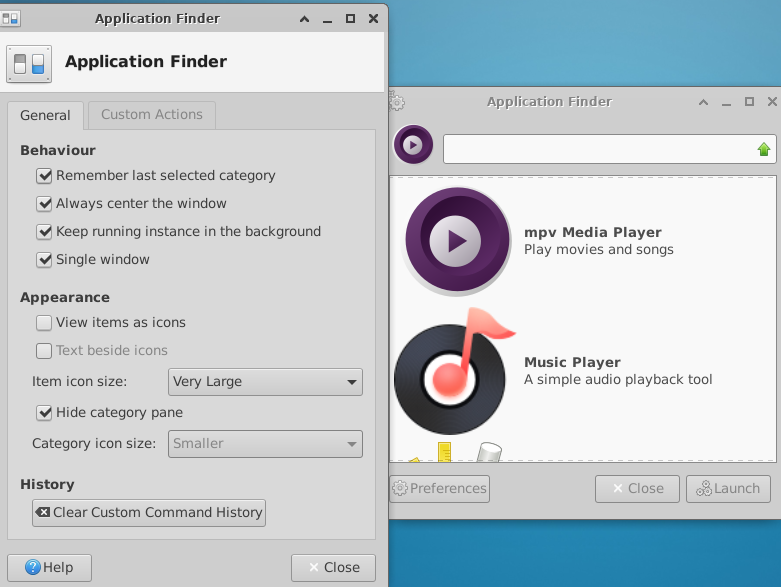 Application Finder
Application Finder
General
Custom Actions
Behaviour
Remember last selected category
Always center the window
Keep running instance in the background
Single window
Appearance
View items as icons
Text beside icons
Item icon size:
Very Large
Hide category pane
Category icon size:
Smaller
History
Clear Custom Command History
Help
Close
Application Finder
mpv Media Player
Play movies and songs
Music Player
A simple audio playback tool
Preferences
Close
Launch